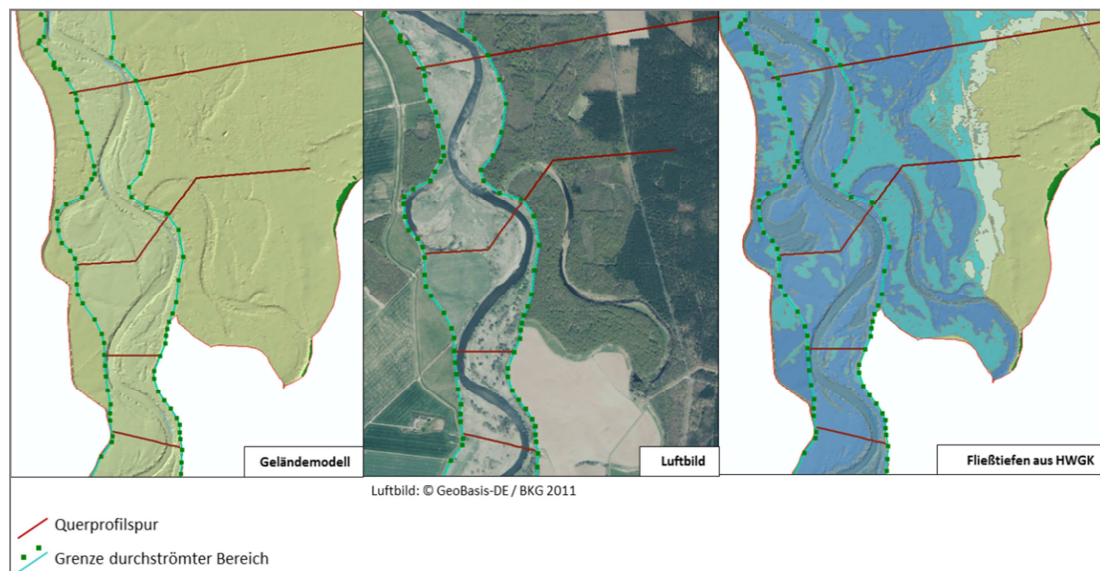 Geländemodell
Luftbild
Fließtiefen aus HWGK
Luftbild: © GeoBasis-DE / BKG 2011
Querprofilspur
Grenze durchströmter Bereich